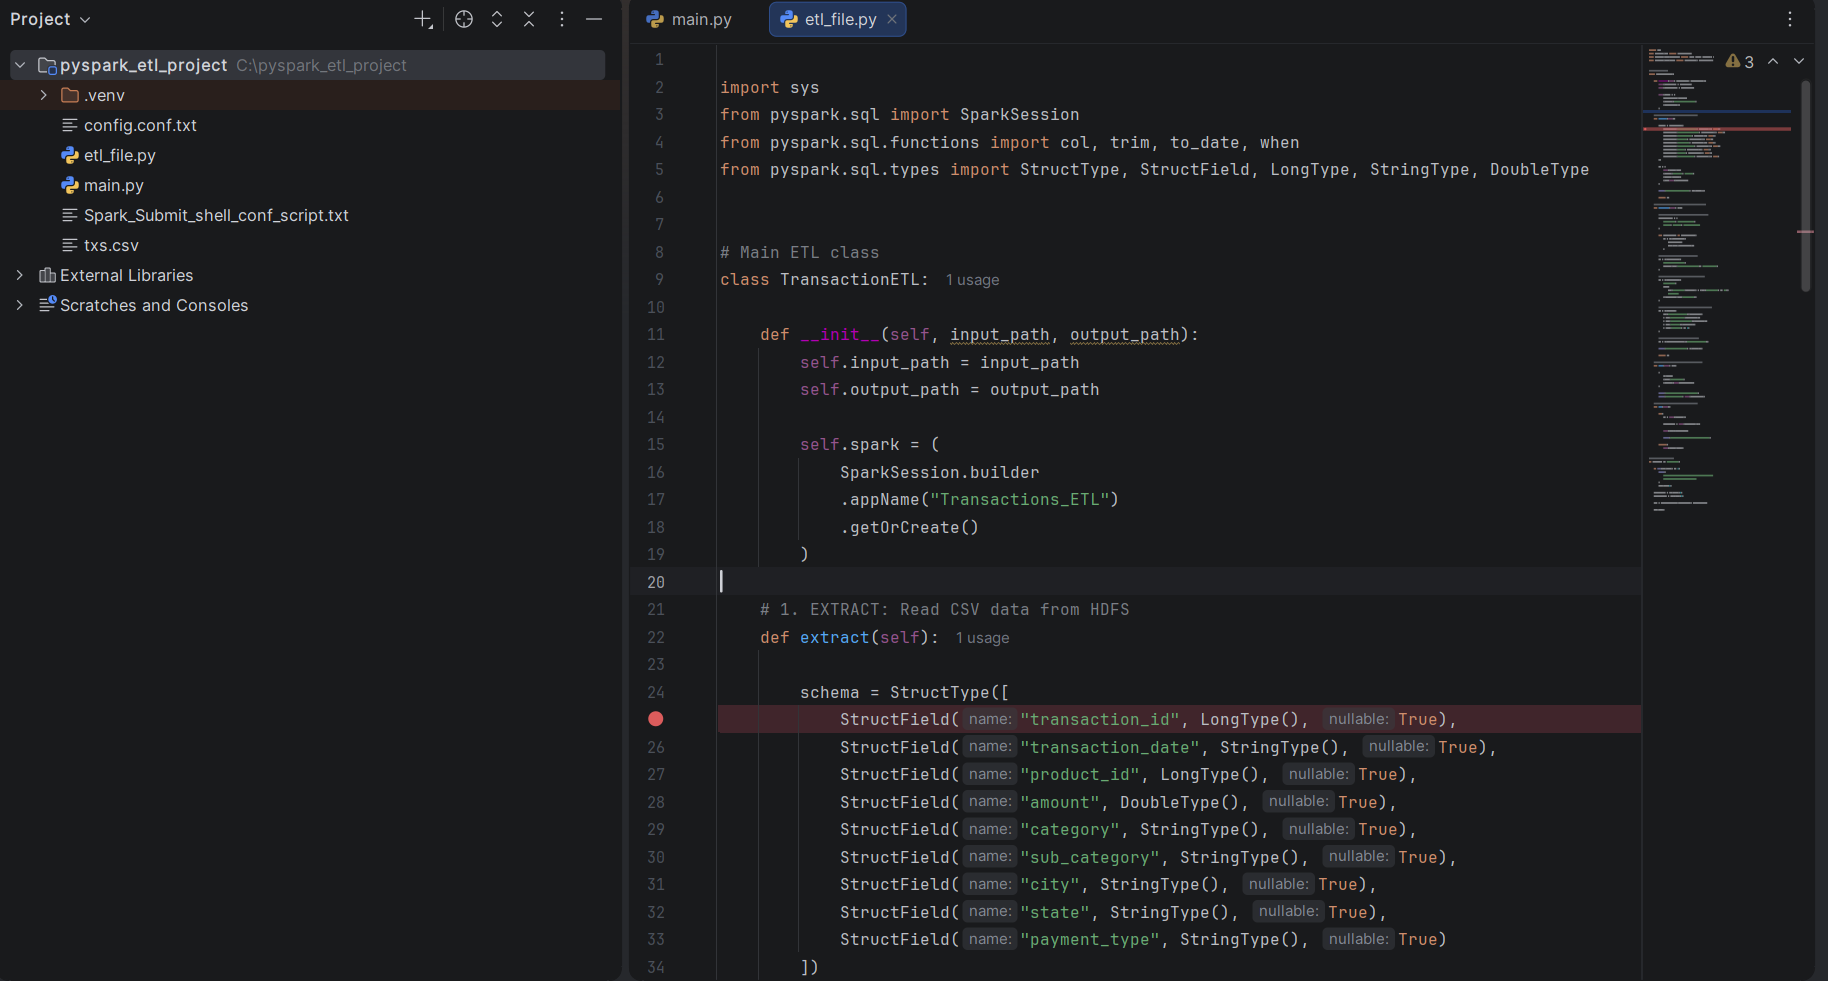 Project
pyspark_etl_project C:\pyspark_etl_project
.venv
config.conf.txt
etl_file.py
main.py
Spark_Submit_shell_conf_script.txt
txs.csv
External Libraries
Scratches and Consoles
main.py
etl_file.py
3
1
2 import sys
3 from pyspark.sql import SparkSession
4 from pyspark.sql.functions import col, trim, to_date, when
5 from pyspark.sql.types import StructType, StructField, LongType, StringType, DoubleType
6
7
8 # Main ETL class
9 class TransactionETL: 1 usage
10
11 def __init__(self, input_path, output_path):
12 self.input_path = input_path
13 self.output_path = output_path
14
15 self.spark = (
16 SparkSession.builder
17 .appName("Transactions_ETL")
18 .getOrCreate()
19 )
20
21 # 1. EXTRACT: Read CSV data from HDFS
22 def extract(self): 1 usage
23
24 schema = StructType([
StructField( name: "transaction_id", LongType(), nullable: True),
26 StructField( name: "transaction_date", StringType(), nullable: True),
27 StructField( name: "product_id", LongType(), nullable: True),
28 StructField( name: "amount", DoubleType(), nullable: True),
29 StructField( name: "category", StringType(), nullable: True),
30 StructField( name: "sub_category", StringType(), nullable: True),
31 StructField( name: "city", StringType(), nullable: True),
32 StructField( name: "state", StringType(), nullable: True),
33 StructField( name: "payment_type", StringType(), nullable: True)
34 ])